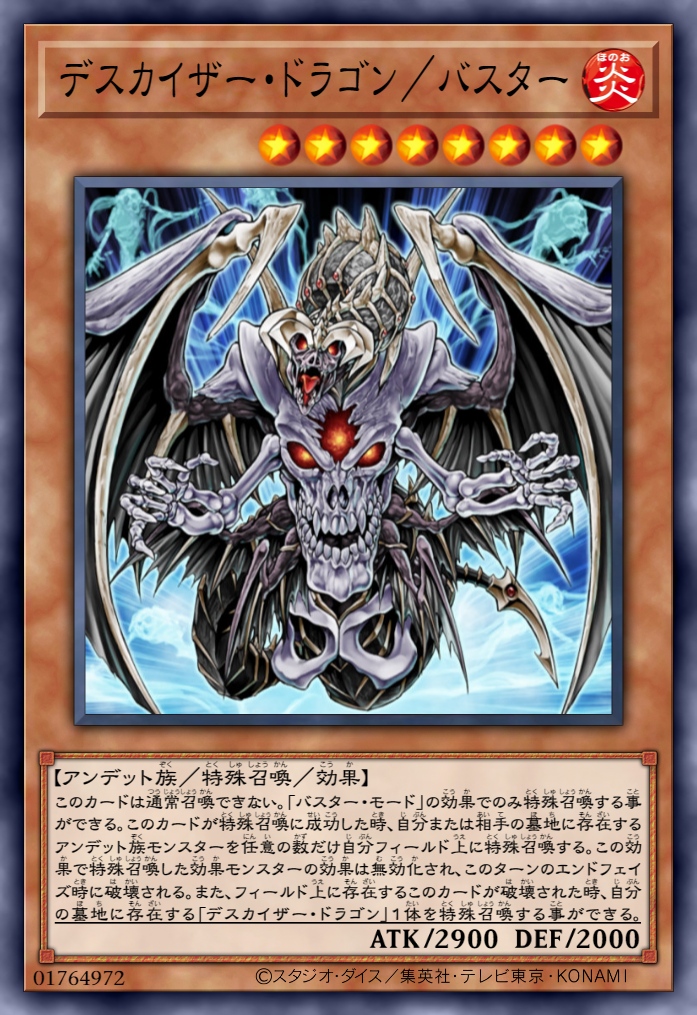 デスカイザー・ドラゴン／バスター
ほのお
炎
【アンデット族／特殊召喚／効果】
このカードは通常召喚できない。「バスター・モード」の効果でのみ特殊召喚する事
ができる。このカードが特殊召喚に成功した時、自分または相手の墓地に存在する
アンデット族モンスターを任意の数だけ自分フィールド上に特殊召喚する。この効
果で特殊召喚した効果モンスターの効果は無効化され、このターンのエンドフェイ
ズ時に破壊される。また、フィールド上に存在するこのカードが破壊された時、自分
の墓地に存在する「デスカイザー・ドラゴン」1体を特殊召喚する事ができる。
ATK/2900 DEF/2000
01764972 ©スタジオ・ダイス／集英社・テレビ東京・KONAMI